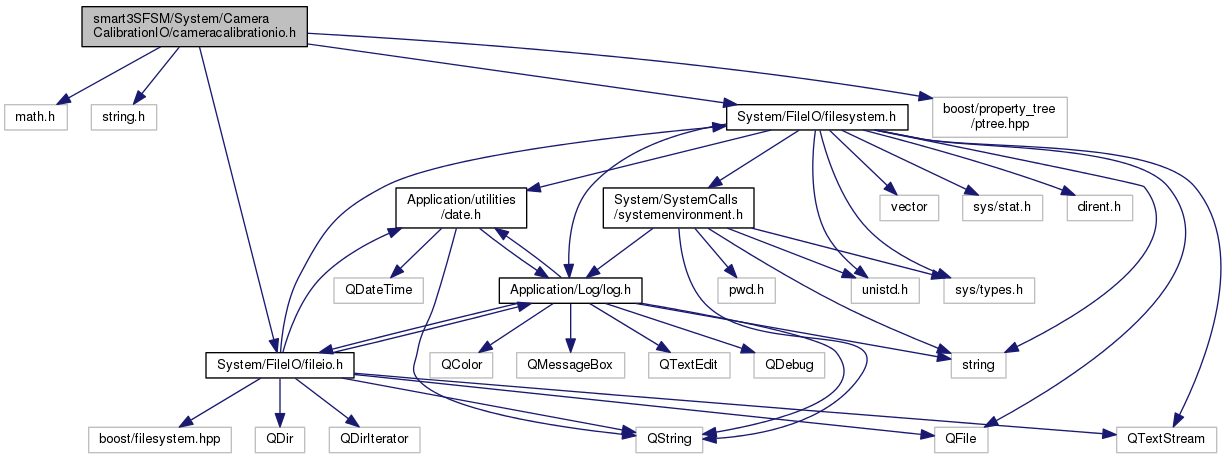 smart3SFSM/System/Camera
CalibrationIO/cameracalibrationio.h
math.h
string.h
System/FileIO/filesystem.h
boost/property_tree
/ptree.hpp
Application/utilities
/date.h
System/SystemCalls
/systemenvironment.h
vector
sys/stat.h
dirent.h
QDateTime
Application/Log/log.h
pwd.h
unistd.h
sys/types.h
System/FileIO/fileio.h
QColor
QMessageBox
QTextEdit
QDebug
string
boost/filesystem.hpp
QDir
QDirIterator
QString
QFile
QTextStream